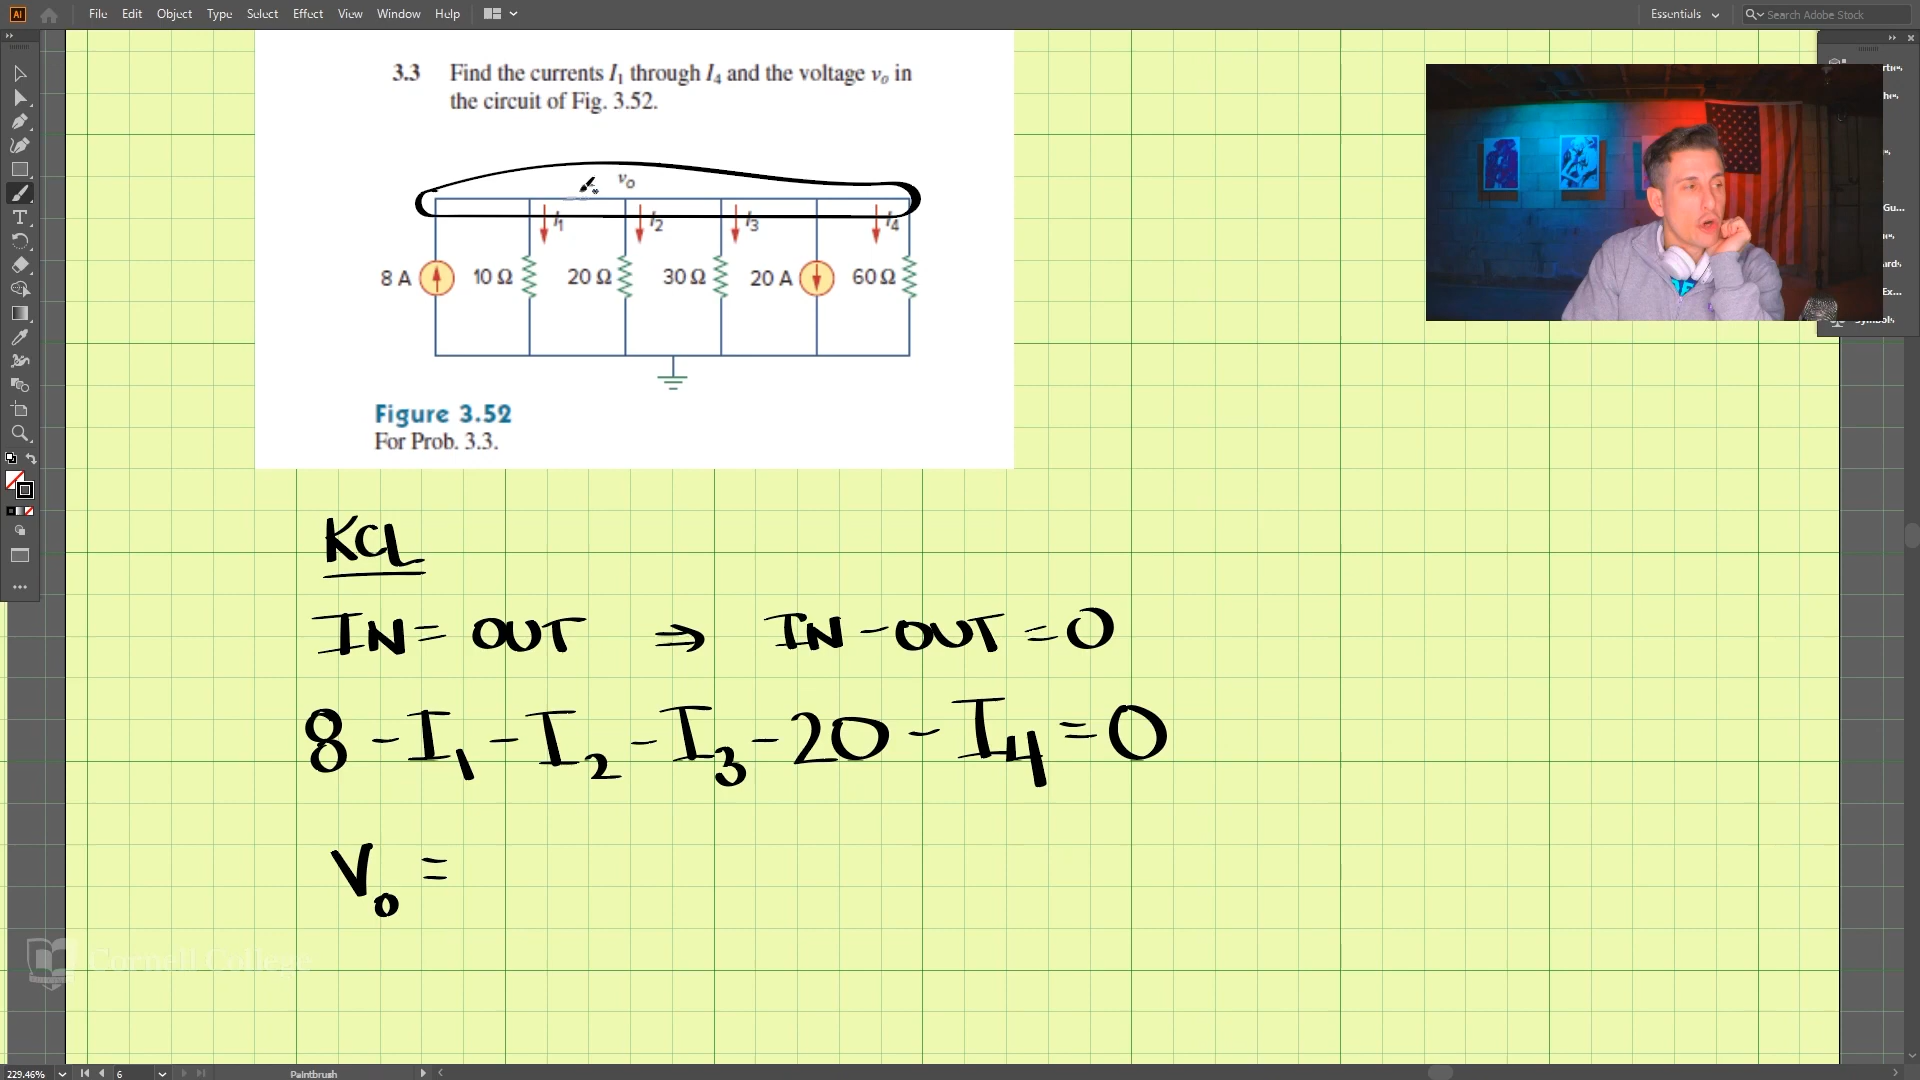 File Edit Object Type Select Effect View Window Help
Essentials
Search Adobe Stock
3.3 Find the currents I₁ through I₄ and the voltage vₒ in
the circuit of Fig. 3.52.
vₒ
I₁ I₂ I₃ I₄
8 A 10 Ω 20 Ω 30 Ω 20 A 60 Ω
Figure 3.52
For Prob. 3.3.
KCL
IN = OUT ⇒ IN - OUT = 0
8 - I₁ - I₂ - I₃ - 20 - I₄ = 0
V₀ =
Cornell College
229.46% 6 Paintbrush